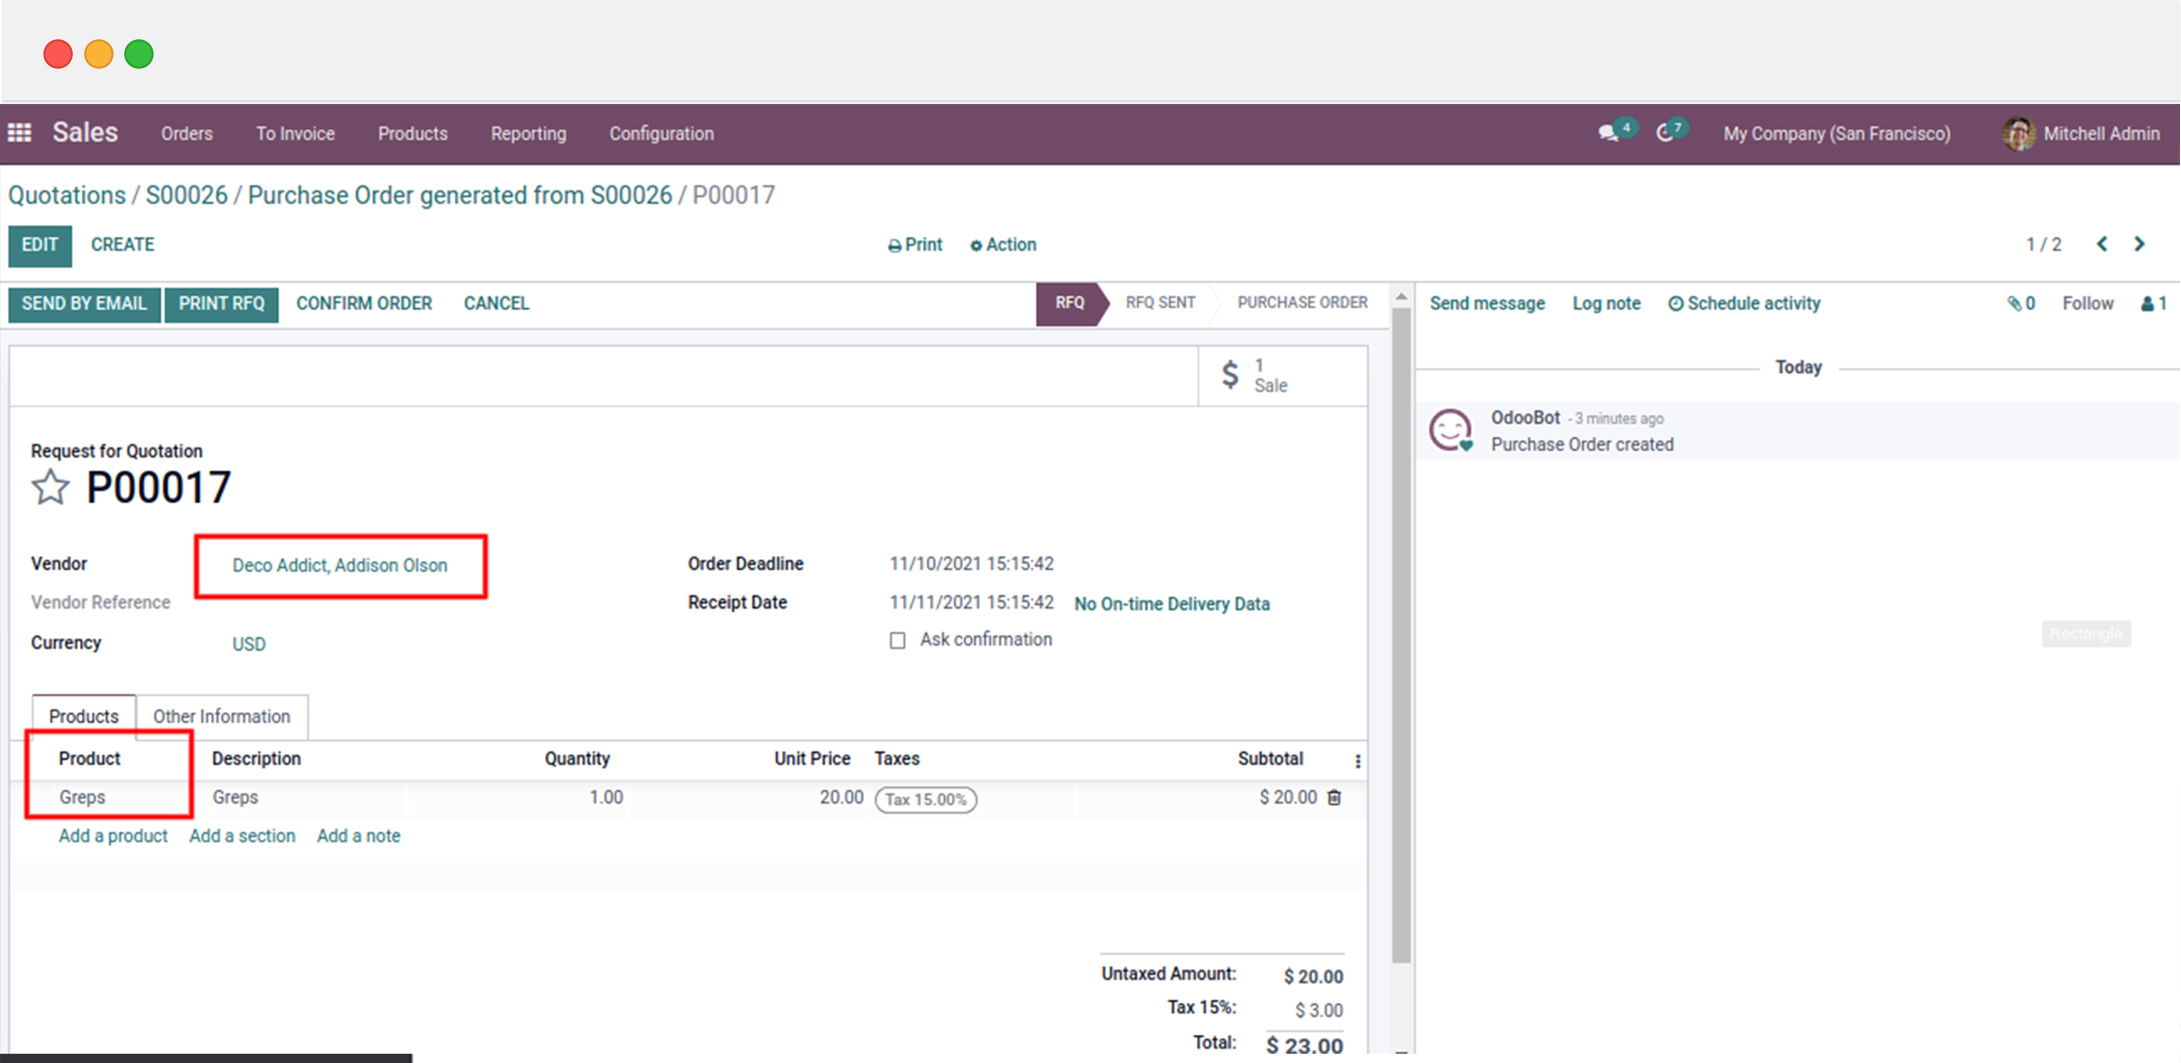 Sales Orders To Invoice Products Reporting Configuration 4 7 My Company (San Francisco) Mitchell Admin
Quotations / S00026 / Purchase Order generated from S00026 / P00017
EDIT CREATE Print Action 1 / 2
SEND BY EMAIL PRINT RFQ CONFIRM ORDER CANCEL RFQ RFQ SENT PURCHASE ORDER Send message Log note Schedule activity 0 Follow 1
$ 1
Sale
Today
OdooBot - 3 minutes ago
Purchase Order created
Request for Quotation
P00017
Vendor Deco Addict, Addison Olson Order Deadline 11/10/2021 15:15:42
Vendor Reference Receipt Date 11/11/2021 15:15:42 No On-time Delivery Data
Currency USD Ask confirmation
Rectangle
Products Other Information
Product Description Quantity Unit Price Taxes Subtotal
Greps Greps 1.00 20.00 Tax 15.00% $ 20.00
Add a product Add a section Add a note
Untaxed Amount: $ 20.00
Tax 15%: $ 3.00
Total: $ 23.00